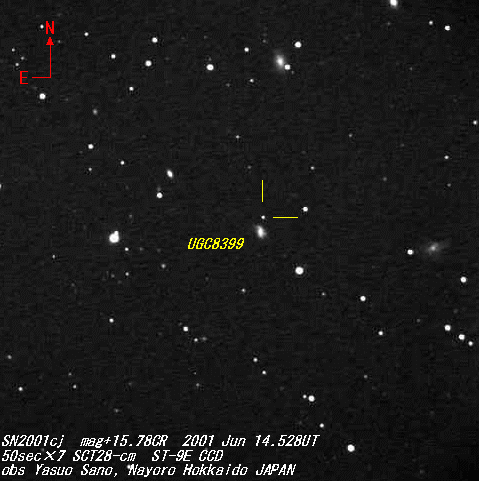 N
E
UGC8399
SN2001cj mag+15.78CR 2001 Jun 14.528UT
50sec×7 SCT28-cm ST-9E CCD
obs Yasuo Sano, Nayoro Hokkaido JAPAN